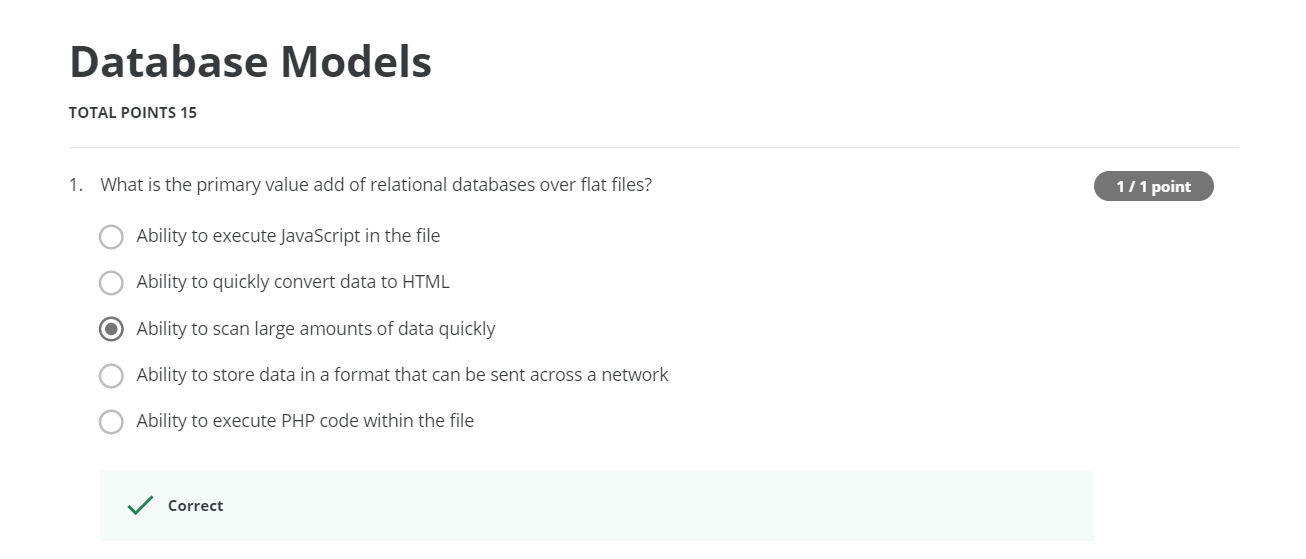 Database Models
TOTAL POINTS 15
1. What is the primary value add of relational databases over flat files?
1 / 1 point
Ability to execute JavaScript in the file
Ability to quickly convert data to HTML
Ability to scan large amounts of data quickly
Ability to store data in a format that can be sent across a network
Ability to execute PHP code within the file
Correct